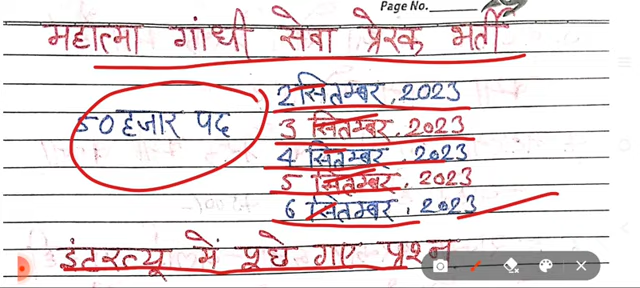 Page No.
महात्मा गांधी सेवा प्रेरक भर्ती
2 सितम्बर, 2023
50 हजार पद
3 सितम्बर, 2023
4 सितम्बर, 2023
5 सितम्बर, 2023
6 सितम्बर, 2023
इंटरव्यू में पूछे गए प्रश्न